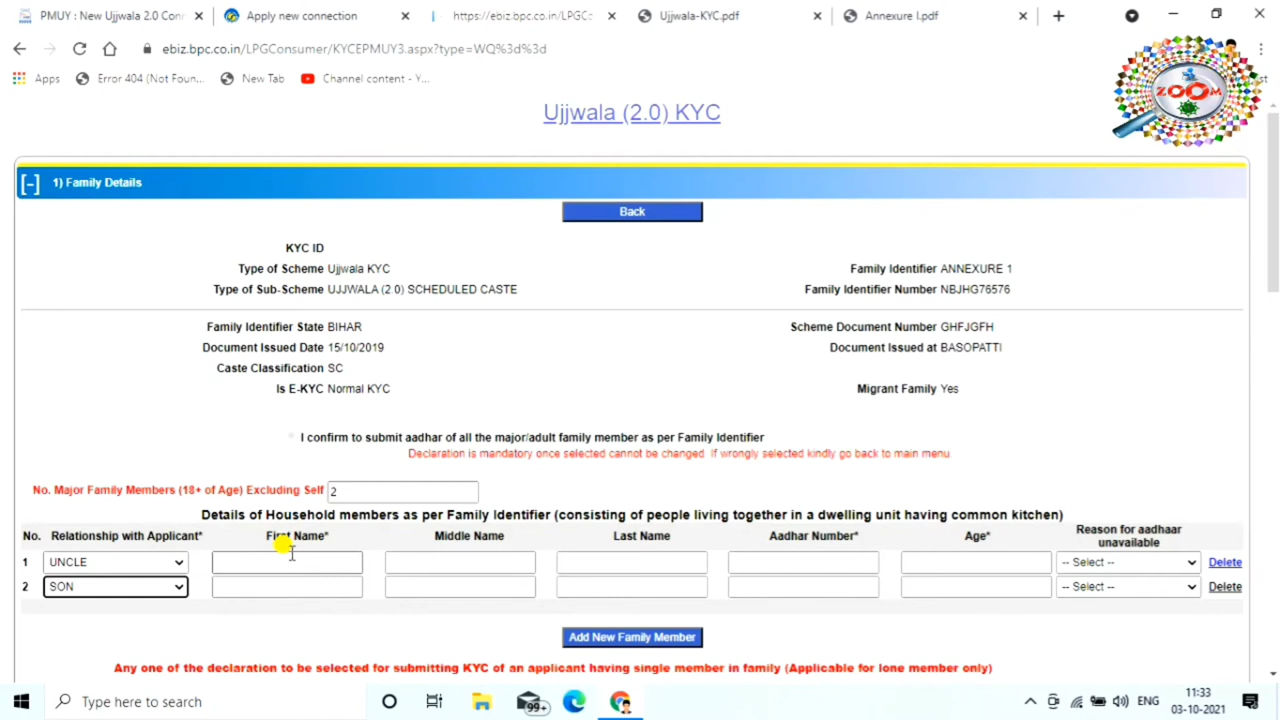 PMUY : New Ujjwala 2.0 Conn
Apply new connection
https://ebiz.bpc.co.in/LPGCo
Ujjwala-KYC.pdf
Annexure I.pdf
ebiz.bpc.co.in/LPGConsumer/KYCEPMUY3.aspx?type=WQ%3d%3d
Apps
Error 404 (Not Foun...
New Tab
Channel content - Y...
ZOOM
Ujjwala (2.0) KYC
[-] 1) Family Details
Back
KYC ID
Type of Scheme Ujjwala KYC
Family Identifier ANNEXURE 1
Type of Sub-Scheme UJJWALA (2.0) SCHEDULED CASTE
Family Identifier Number NBJHG76576
Family Identifier State BIHAR
Scheme Document Number GHFJGFH
Document Issued Date 15/10/2019
Document Issued at BASOPATTI
Caste Classification SC
Is E-KYC Normal KYC
Migrant Family Yes
I confirm to submit aadhar of all the major/adult family member as per Family Identifier
Declaration is mandatory once selected cannot be changed. If wrongly selected kindly go back to main menu
No. Major Family Members (18+ of Age) Excluding Self 2
Details of Household members as per Family Identifier (consisting of people living together in a dwelling unit having common kitchen)
No. Relationship with Applicant* First Name* Middle Name Last Name Aadhar Number* Age* Reason for aadhaar unavailable
1 UNCLE -- Select -- Delete
2 SON -- Select -- Delete
Add New Family Member
Any one of the declaration to be selected for submitting KYC of an applicant having single member in family (Applicable for lone member only)
Type here to search
99+
ENG
11:33
03-10-2021